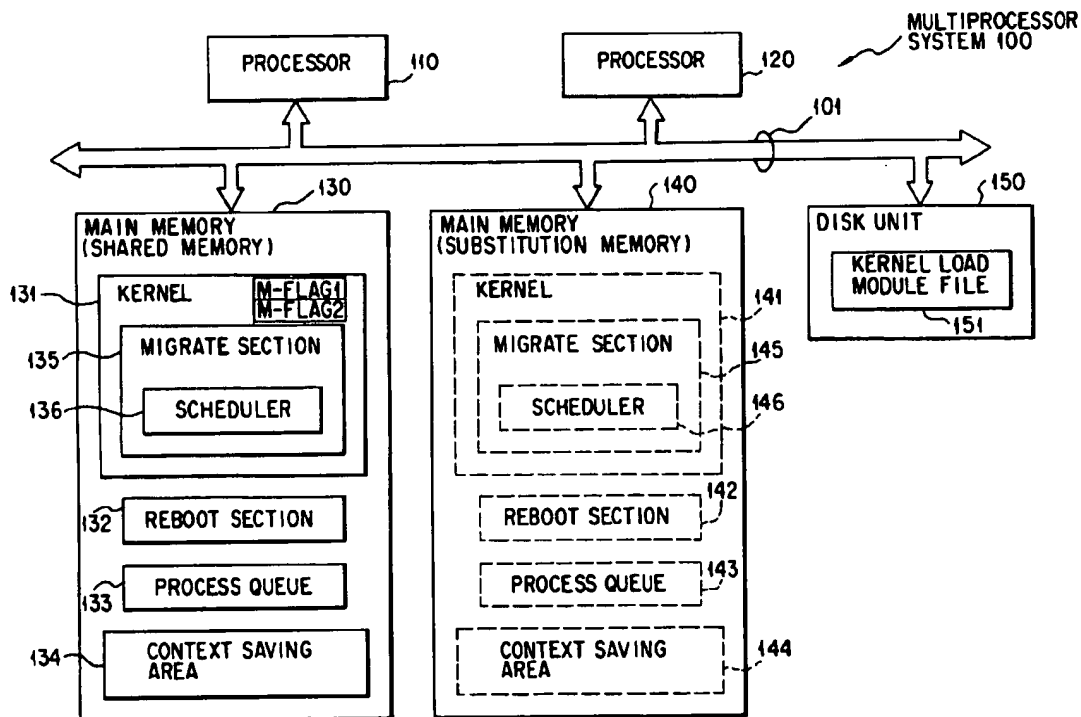 MULTIPROCESSOR
SYSTEM 100
PROCESSOR
110
PROCESSOR
120
101
130
MAIN MEMORY
(SHARED MEMORY)
131
KERNEL
M-FLAG1
M-FLAG2
135
MIGRATE SECTION
136
SCHEDULER
132
REBOOT SECTION
133
PROCESS QUEUE
134
CONTEXT SAVING
AREA
140
MAIN MEMORY
(SUBSTITUTION MEMORY)
KERNEL
141
MIGRATE SECTION
145
SCHEDULER
146
142
REBOOT SECTION
143
PROCESS QUEUE
CONTEXT SAVING
AREA
144
150
DISK UNIT
KERNEL LOAD
MODULE FILE
151